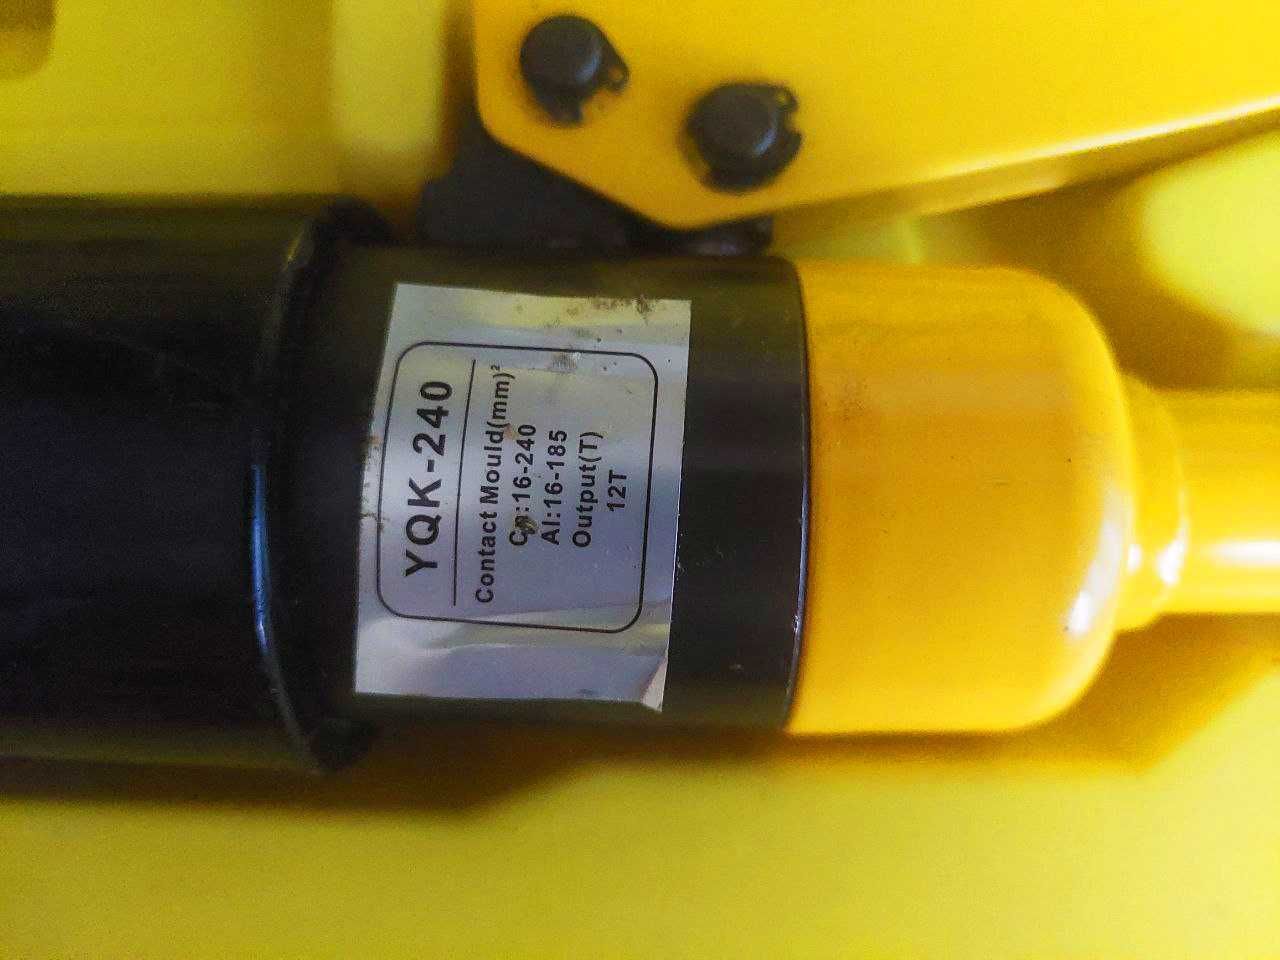 YQK-240
Contact Mould(mm)²
Cu:16-240
Al:16-185
Output(T)
12T